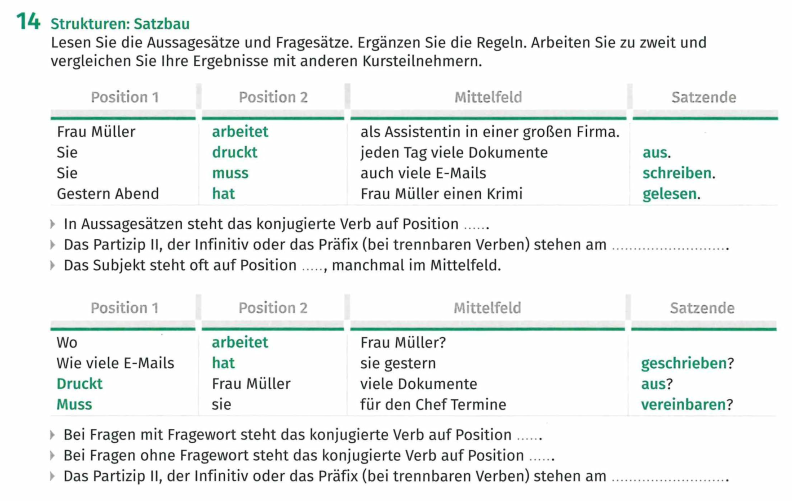 14 Strukturen: Satzbau
Lesen Sie die Aussagesätze und Fragesätze. Ergänzen Sie die Regeln. Arbeiten Sie zu zweit und
vergleichen Sie Ihre Ergebnisse mit anderen Kursteilnehmern.
Position 1 Position 2 Mittelfeld Satzende
Frau Müller arbeitet als Assistentin in einer großen Firma.
Sie druckt jeden Tag viele Dokumente aus.
Sie muss auch viele E-Mails schreiben.
Gestern Abend hat Frau Müller einen Krimi gelesen.
In Aussagesätzen steht das konjugierte Verb auf Position ......
Das Partizip II, der Infinitiv oder das Präfix (bei trennbaren Verben) stehen am ..........................
Das Subjekt steht oft auf Position ....., manchmal im Mittelfeld.
Position 1 Position 2 Mittelfeld Satzende
Wo arbeitet Frau Müller?
Wie viele E-Mails hat sie gestern geschrieben?
Druckt Frau Müller viele Dokumente aus?
Muss sie für den Chef Termine vereinbaren?
Bei Fragen mit Fragewort steht das konjugierte Verb auf Position ......
Bei Fragen ohne Fragewort steht das konjugierte Verb auf Position ......
Das Partizip II, der Infinitiv oder das Präfix (bei trennbaren Verben) stehen am ..........................